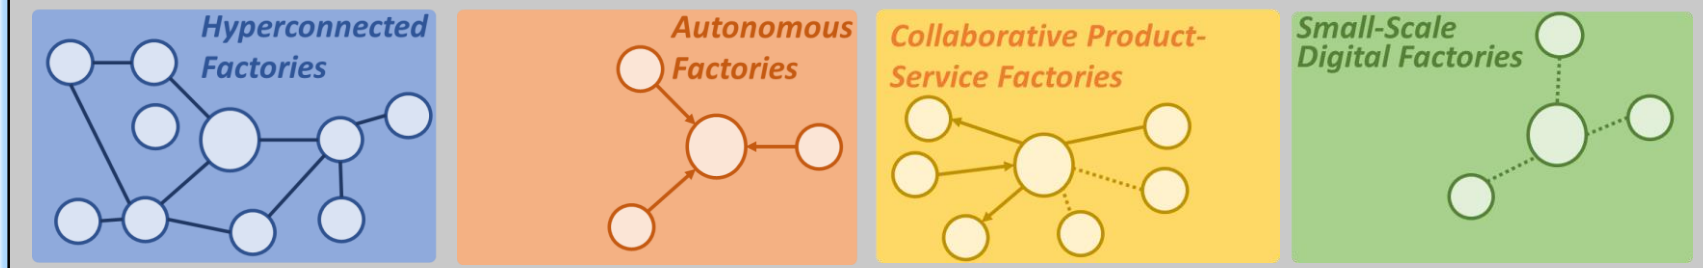 Hyperconnected
Factories
Autonomous
Factories
Collaborative Product-
Service Factories
Small-Scale
Digital Factories